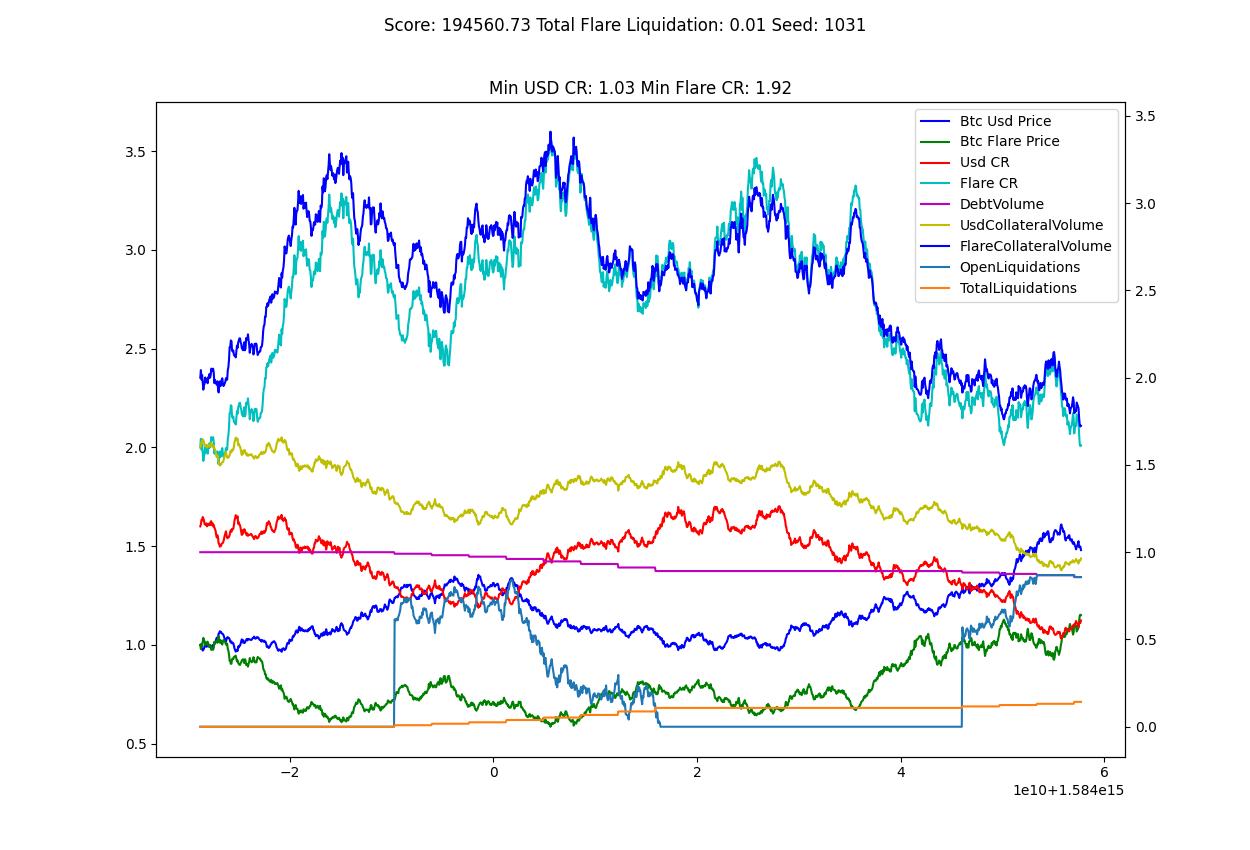 Score: 194560.73 Total Flare Liquidation: 0.01 Seed: 1031
Min USD CR: 1.03 Min Flare CR: 1.92
Btc Usd Price
Btc Flare Price
Usd CR
Flare CR
DebtVolume
UsdCollateralVolume
FlareCollateralVolume
OpenLiquidations
TotalLiquidations
3.5
3.0
2.5
2.0
1.5
1.0
0.5
3.5
3.0
2.5
2.0
1.5
1.0
0.5
0.0
−2 0 2 4 6
1e10+1.584e15